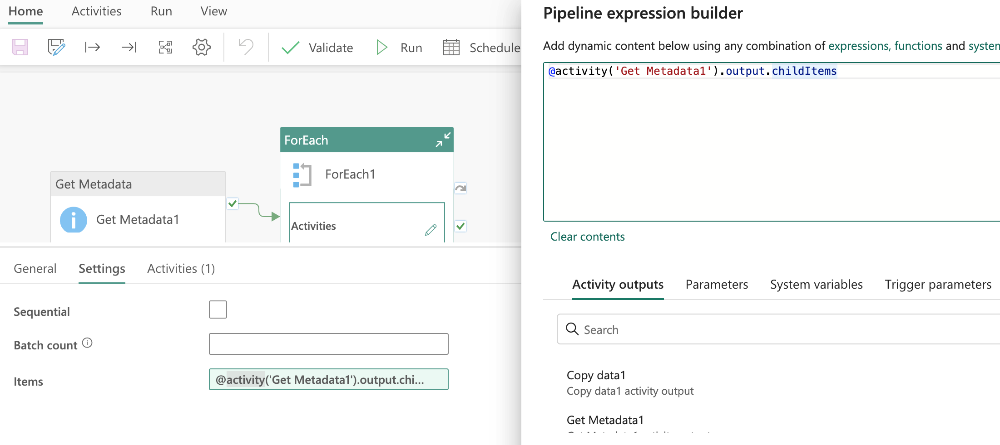 Home Activities Run View
Validate Run Schedule
ForEach
ForEach1
Get Metadata
Get Metadata1
Activities
General Settings Activities (1)
Sequential
Batch count
Items @activity('Get Metadata1').output.chi...
Pipeline expression builder
Add dynamic content below using any combination of expressions, functions and system
@activity('Get Metadata1').output.childItems
Clear contents
Activity outputs Parameters System variables Trigger parameters
Search
Copy data1
Copy data1 activity output
Get Metadata1